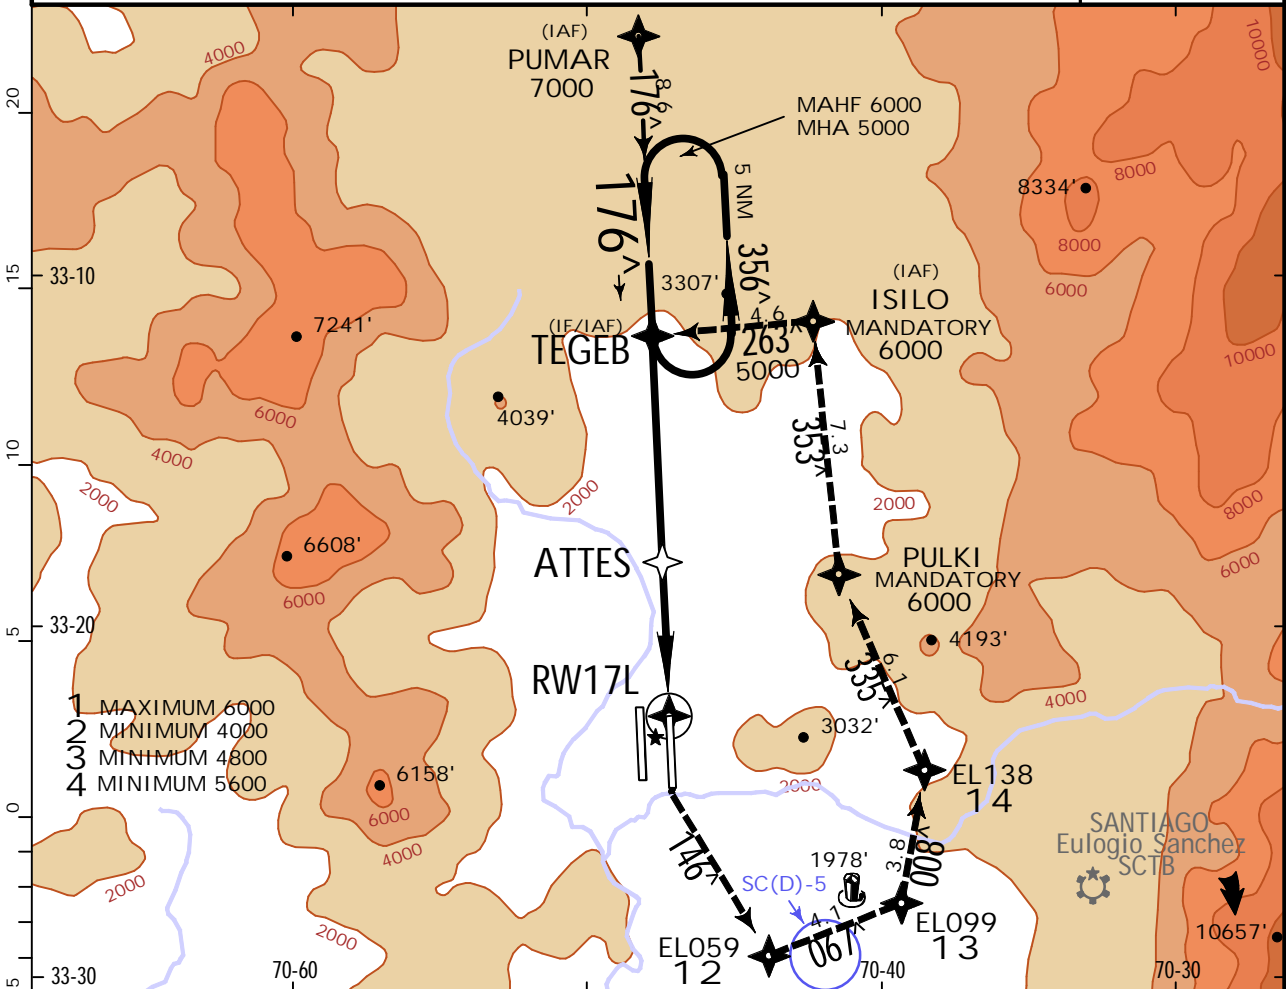 4000
(IAF)
PUMAR
7000
176^
8.6
MAHF 6000
MHA 5000
10000
20
8000
8334'
8000
6000
176^
5 NM
356^
15
33-10
3307'
(IAF)
ISILO
MANDATORY
6000
4.6
263^
5000
(IF/IAF)
TEGEB
7241'
10000
6000
4039'
353^
7.3
10
4000
2000
2000
2000
8000
6000
6608'
6000
ATTES
PULKI
MANDATORY
6000
5
33-20
4193'
335^
6.1
4000
RW17L
1 MAXIMUM 6000
2 MINIMUM 4000
3 MINIMUM 4800
4 MINIMUM 5600
3032'
2000
6158'
6000
4000
EL138
14
0
146^
3.8
008^
SANTIAGO
Eulogio Sanchez
SCTB
1978'
SC(D)-5
2000
4.7
067^
EL099
13
10657'
2000
EL059
12
5
33-30
70-60
70-40
70-30